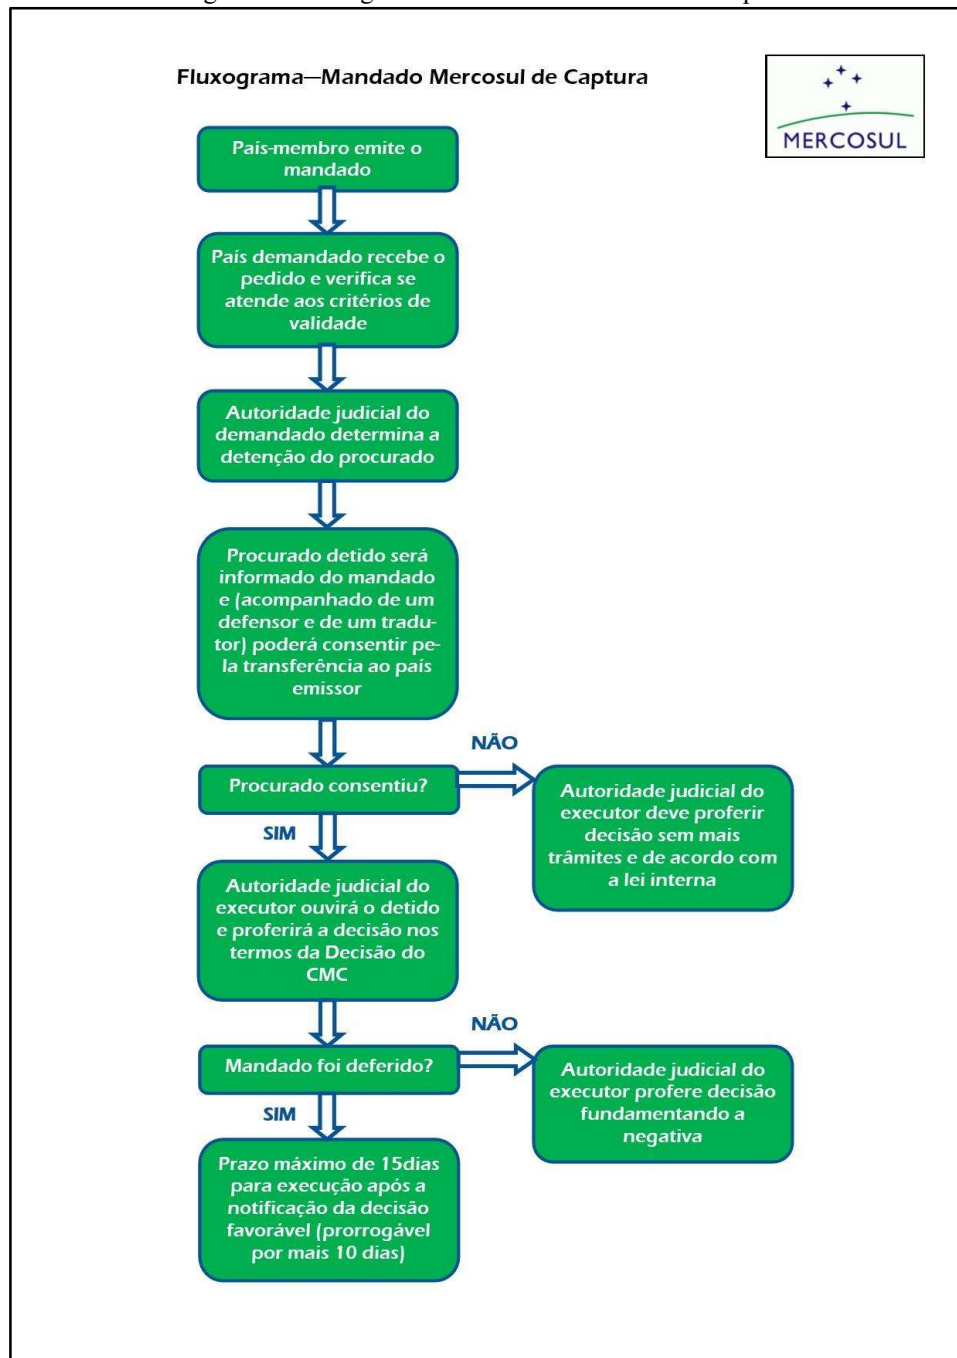 Fluxograma—Mandado Mercosul de Captura
MERCOSUL
País-membro emite o
mandado
País demandado recebe o
pedido e verifica se
atende aos critérios de
validade
Autoridade judicial do
demandado determina a
detenção do procurado
Procurado detido será
informado do mandado
e (acompanhado de um
defensor e de um tradu-
tor) poderá consentir pe-
la transferência ao país
emissor
Procurado consentiu?
NÃO
Autoridade judicial do
executor deve proferir
decisão sem mais
trâmites e de acordo com
a lei interna
SIM
Autoridade judicial do
executor ouvirá o detido
e proferirá a decisão nos
termos da Decisão do
CMC
Mandado foi deferido?
NÃO
Autoridade judicial do
executor profere decisão
fundamentando a
negativa
SIM
Prazo máximo de 15dias
para execução após a
notificação da decisão
favorável (prorrogável
por mais 10 dias)